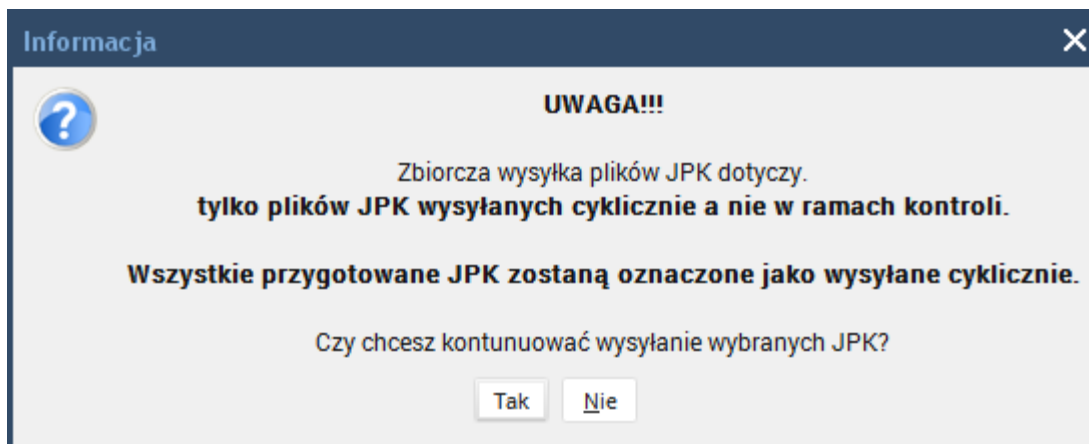 Informacja
UWAGA!!!
Zbiorcza wysyłka plików JPK dotyczy.
tylko plików JPK wysyłanych cyklicznie a nie w ramach kontroli.
Wszystkie przygotowane JPK zostaną oznaczone jako wysyłane cyklicznie.
Czy chcesz kontunuować wysyłanie wybranych JPK?
Tak Nie